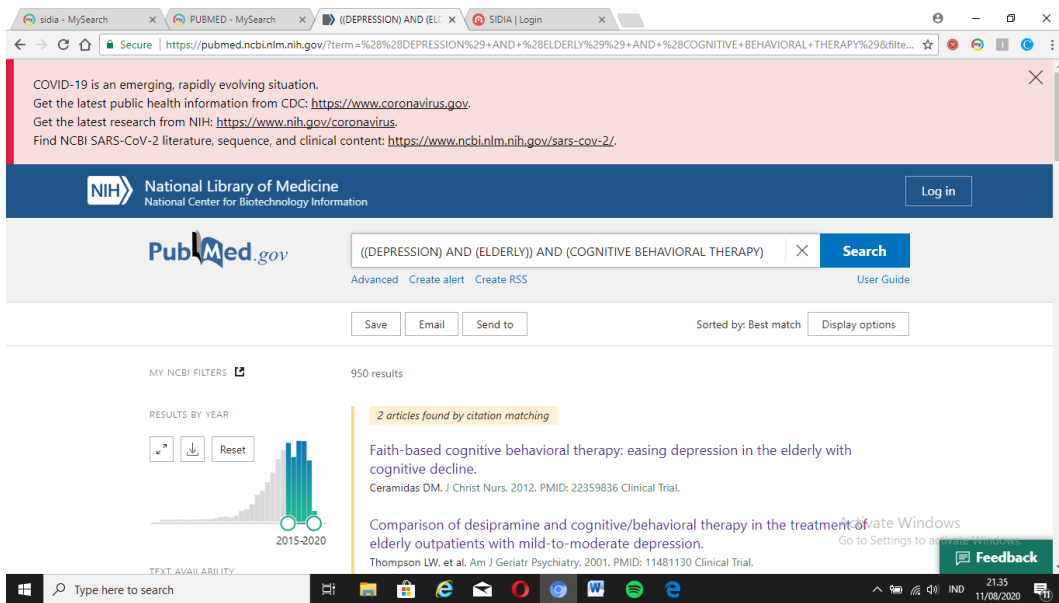 sidia - MySearch
PUBMED - MySearch
((DEPRESSION) AND (ELD
SIDIA | Login
Secure | https://pubmed.ncbi.nlm.nih.gov/?term=%28%28DEPRESSION%29+AND+%28ELDERLY%29%29+AND+%28COGNITIVE+BEHAVIORAL+THERAPY%29&filte...
COVID-19 is an emerging, rapidly evolving situation.
Get the latest public health information from CDC: https://www.coronavirus.gov.
Get the latest research from NIH: https://www.nih.gov/coronavirus.
Find NCBI SARS-CoV-2 literature, sequence, and clinical content: https://www.ncbi.nlm.nih.gov/sars-cov-2/.
NIH
National Library of Medicine
National Center for Biotechnology Information
Log in
PubMed.gov
((DEPRESSION) AND (ELDERLY)) AND (COGNITIVE BEHAVIORAL THERAPY)
Search
Advanced Create alert Create RSS
User Guide
Save Email Send to
Sorted by: Best match
Display options
MY NCBI FILTERS
950 results
RESULTS BY YEAR
Reset
2015-2020
TEXT AVAILABILITY
2 articles found by citation matching
Faith-based cognitive behavioral therapy: easing depression in the elderly with
cognitive decline.
Ceramidas DM. J Christ Nurs. 2012. PMID: 22359836 Clinical Trial.
Comparison of desipramine and cognitive/behavioral therapy in the treatment of
elderly outpatients with mild-to-moderate depression.
Thompson LW, et al. Am J Geriatr Psychiatry. 2001. PMID: 11481130 Clinical Trial.
Activate Windows
Go to Settings to activate Windows.
Feedback
Type here to search
IND
21.35
11/08/2020